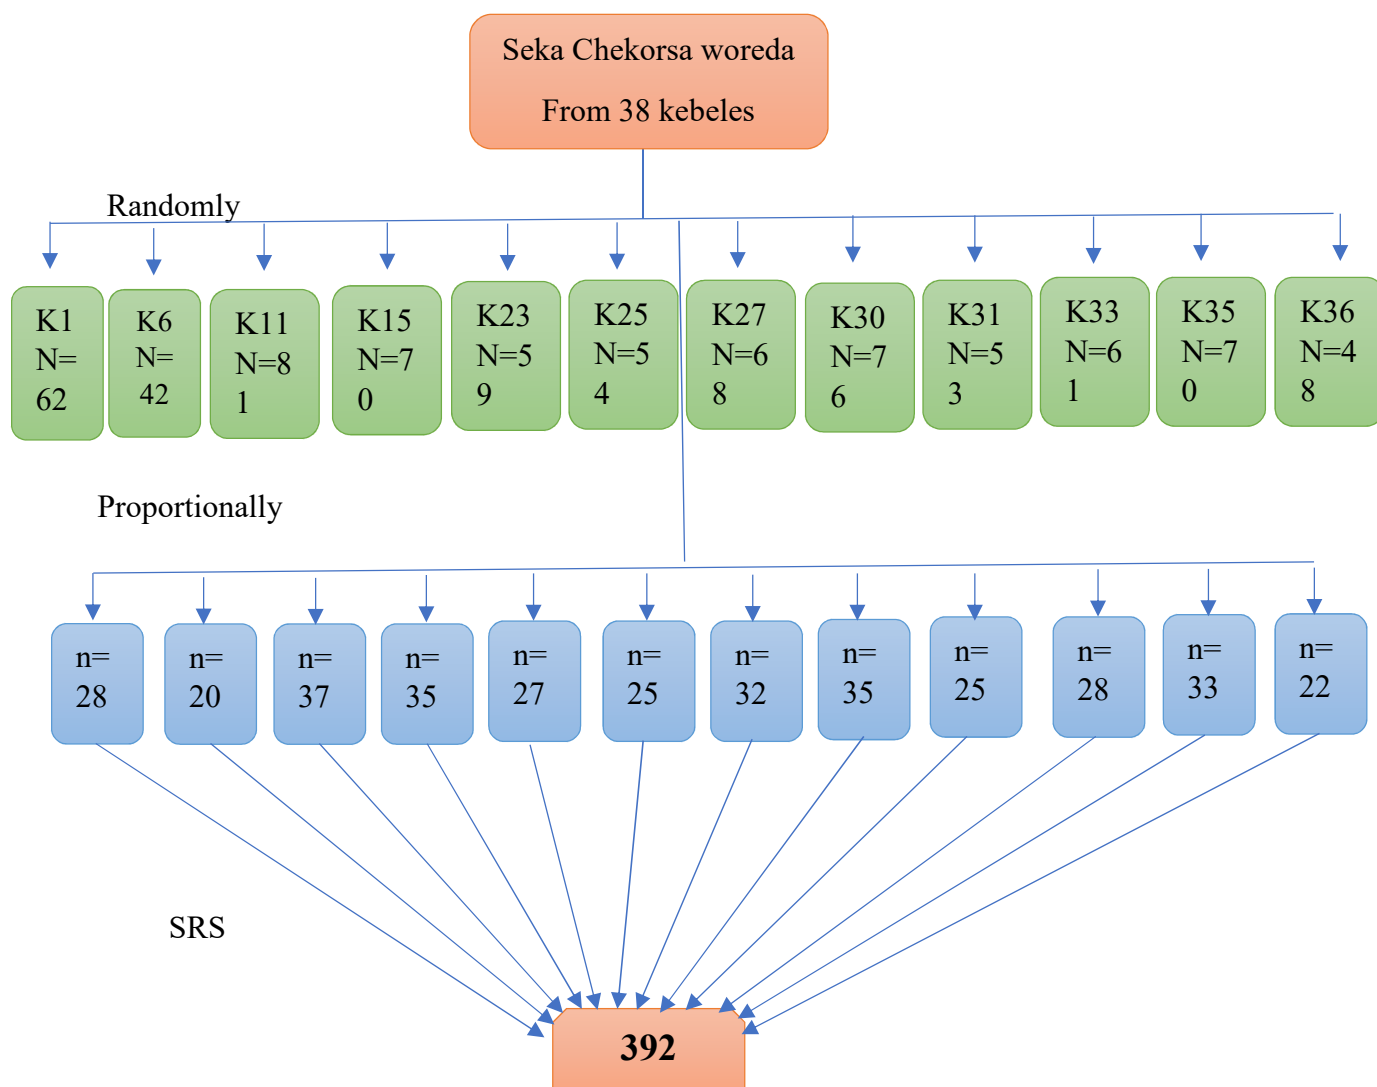 Seka Chekorsa woreda
From 38 kebeles
Randomly
K1
N=
62
K6
N=
42
K11
N=8
1
K15
N=7
0
K23
N=5
9
K25
N=5
4
K27
N=6
8
K30
N=7
6
K31
N=5
3
K33
N=6
1
K35
N=7
0
K36
N=4
8
Proportionally
n=
28
n=
20
n=
37
n=
35
n=
27
n=
25
n=
32
n=
35
n=
25
n=
28
n=
33
n=
22
SRS
392